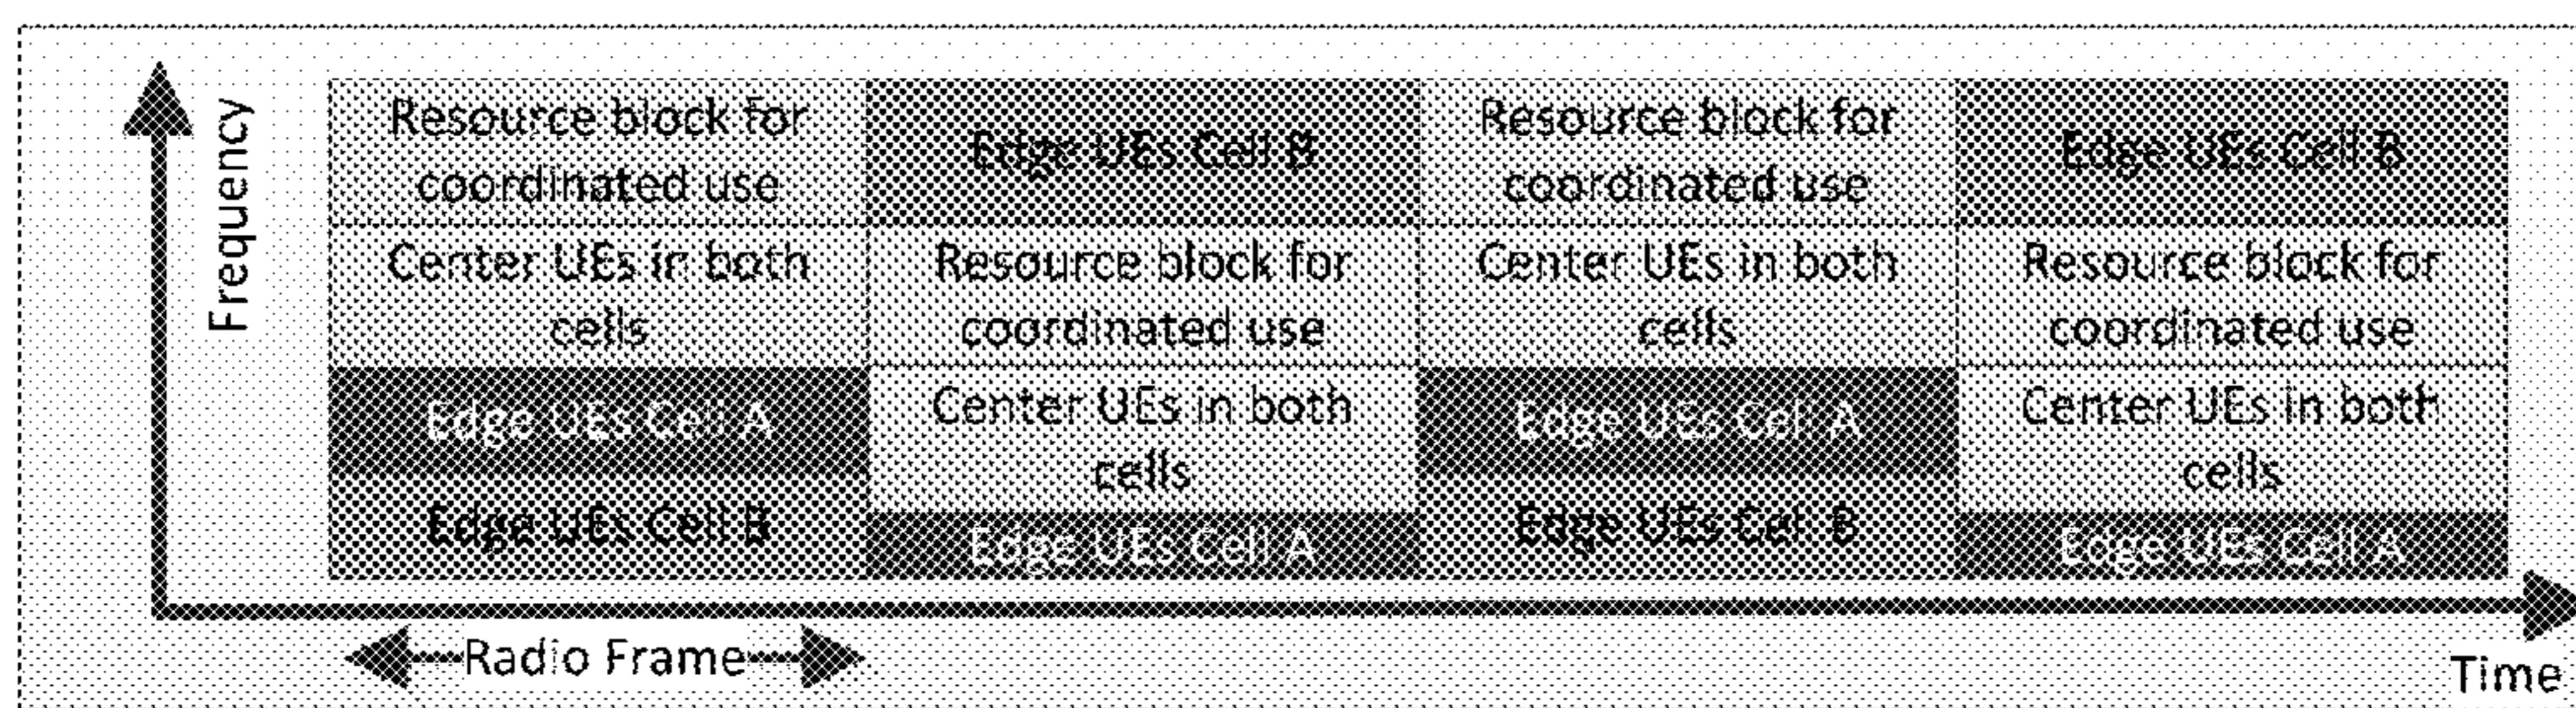 Frequency
Resource block for
coordinated use
Center UEs in both
cells
Edge UEs Cell A
Edge UEs Cell B
Edge UEs Cell B
Resource block for
coordinated use
Center UEs in both
cells
Edge UEs Cell A
Resource block for
coordinated use
Center UEs in both
cells
Edge UEs Cell A
Edge UEs Cell B
Edge UEs Cell B
Resource block for
coordinated use
Center UEs in both
cells
Edge UEs Cell A
Radio Frame
Time